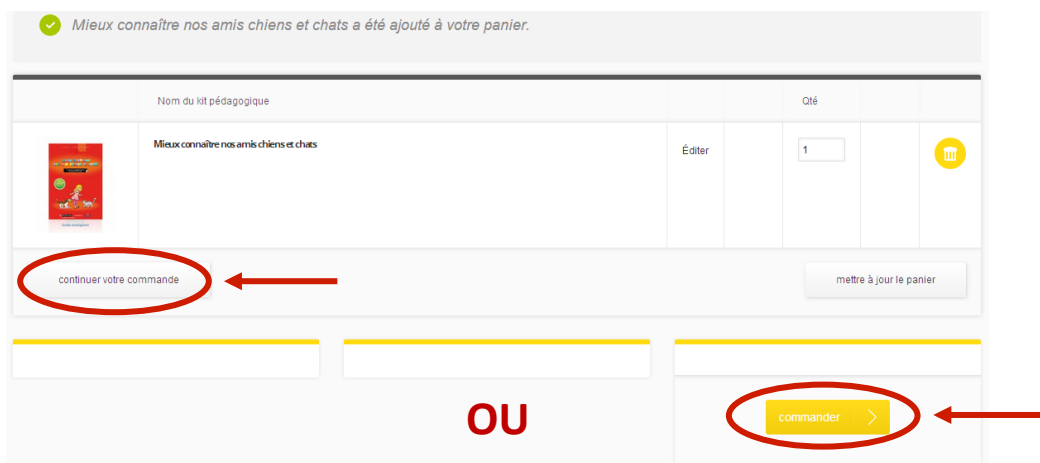 Mieux connaître nos amis chiens et chats a été ajouté à votre panier.
Nom du kit pédagogique
Qté
Mieux connaître nos amis chiens et chats
Éditer
1
continuer votre commande
mettre à jour le panier
OU
commander